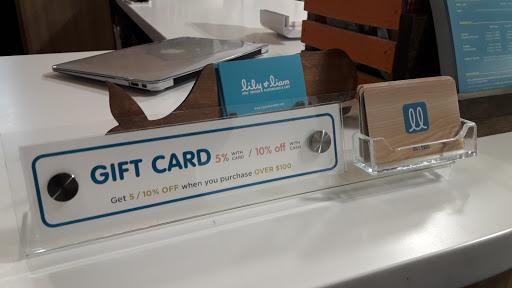 lily & liam
GIFT CARD 5% WITH CARD / 10% off WITH CASH
Get 5 / 10% OFF when you purchase OVER $100